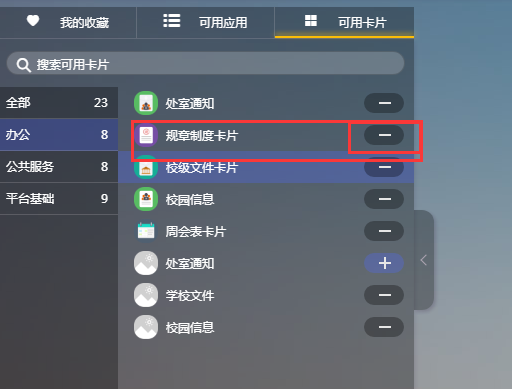 我的收藏 可用应用 可用卡片
搜索可用卡片
全部 23
办公 8
公共服务 8
平台基础 9
处室通知
规章制度卡片
校级文件卡片
校园信息
周会表卡片
处室通知
学校文件
校园信息